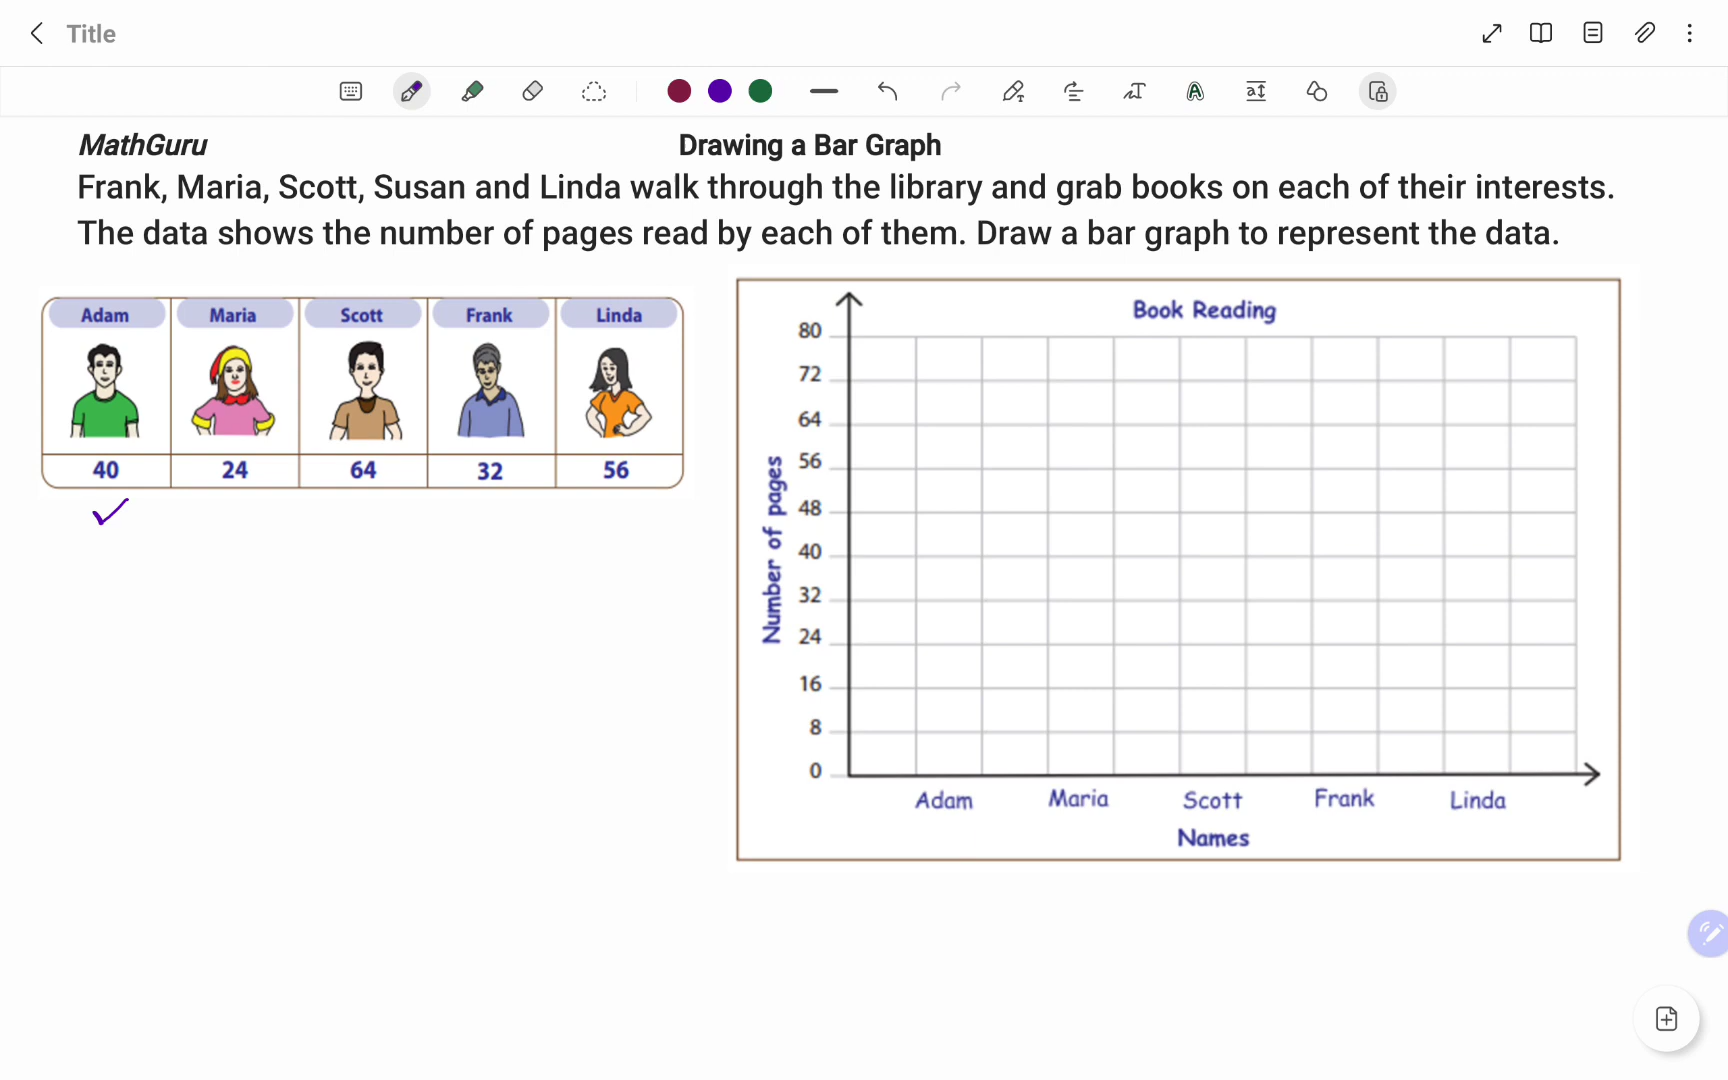 Title
MathGuru
Drawing a Bar Graph
Frank, Maria, Scott, Susan and Linda walk through the library and grab books on each of their interests.
The data shows the number of pages read by each of them. Draw a bar graph to represent the data.
Adam Maria Scott Frank Linda
40 24 64 32 56
Book Reading
Number of pages
80
72
64
56
48
40
32
24
16
8
0
Adam Maria Scott Frank Linda
Names